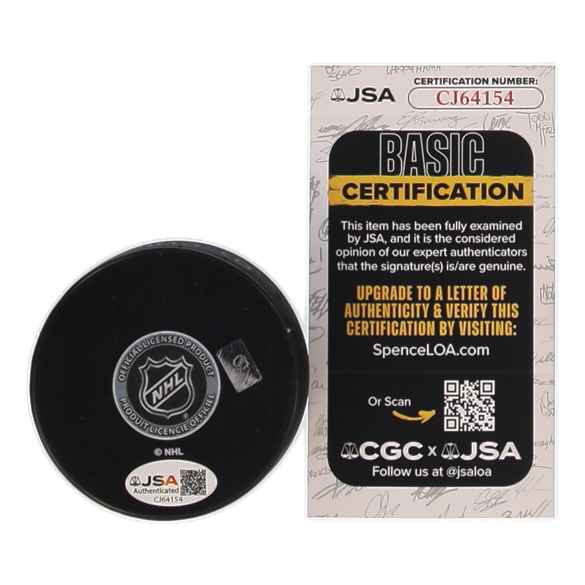 OFFICIAL LICENSED PRODUCT
NHL
PRODUIT LICENCIE OFFICIEL
© NHL
JSA
Authenticated
CJ64154
JSA
CERTIFICATION NUMBER:
CJ64154
BASIC
CERTIFICATION
This item has been fully examined
by JSA, and it is the considered
opinion of our expert authenticators
that the signature(s) is/are genuine.
UPGRADE TO A LETTER OF
AUTHENTICITY & VERIFY THIS
CERTIFICATION BY VISITING:
SpenceLOA.com
Or Scan
CGC x JSA
Follow us at @jsaloa